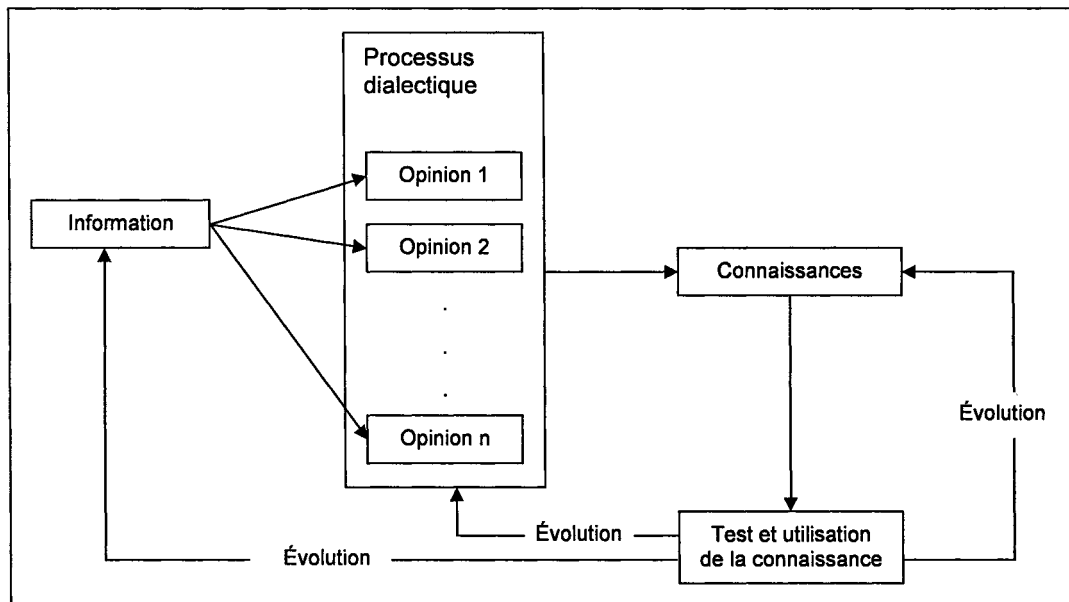 Processus
dialectique
Opinion 1
Information
Opinion 2
Connaissances
.
.
.
Opinion n
Évolution
Évolution
Évolution
Test et utilisation
de la connaissance